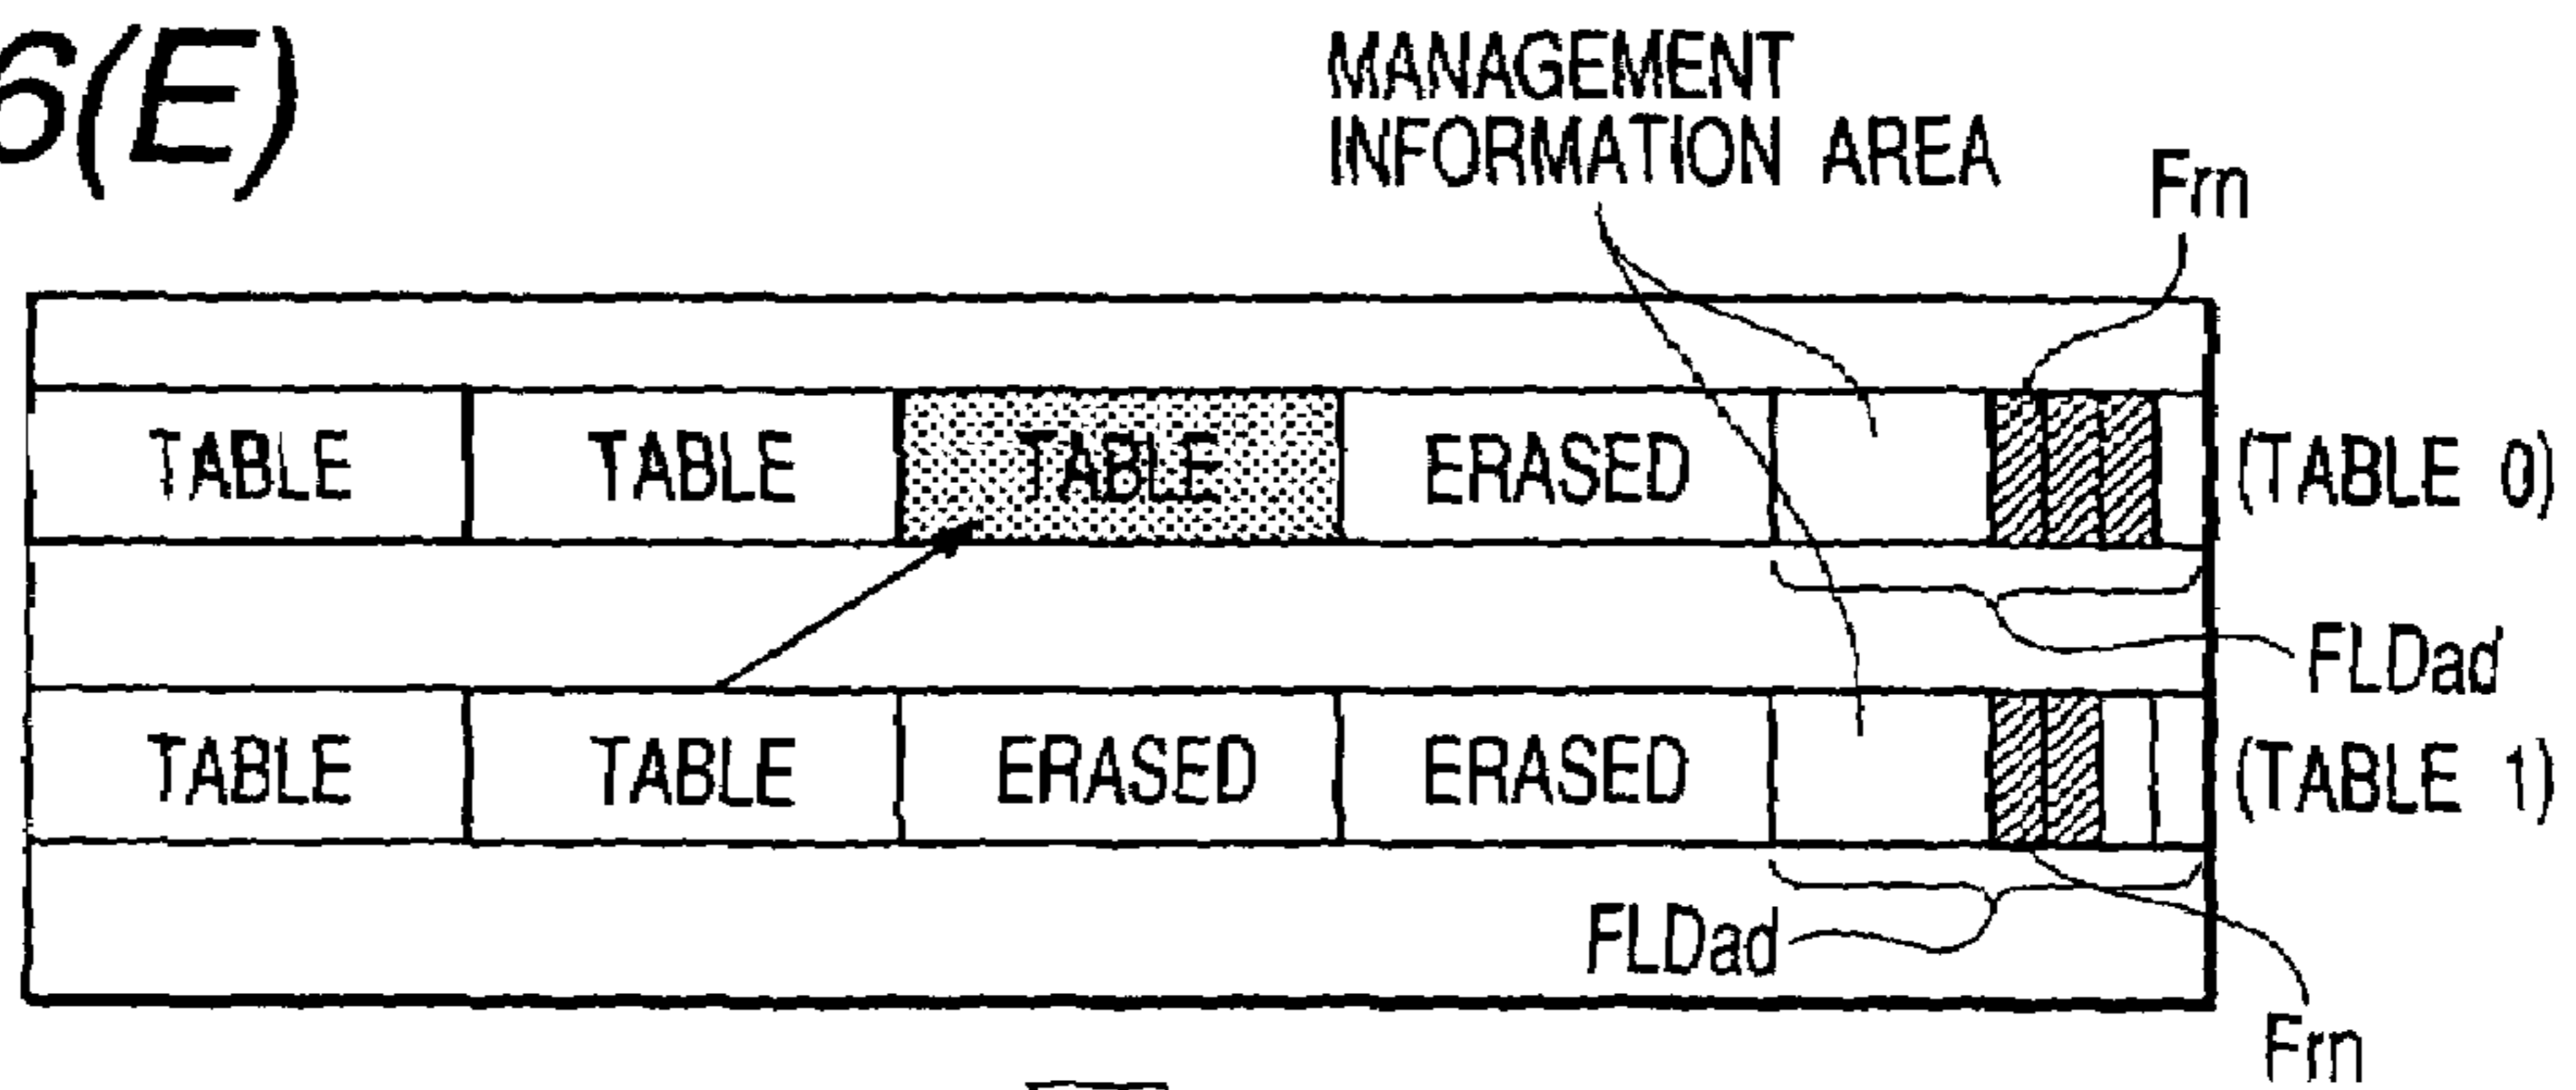 6(E)
MANAGEMENT
INFORMATION AREA
Frn
TABLE TABLE TABLE ERASED (TABLE 0)
FLDad
TABLE TABLE ERASED ERASED (TABLE 1)
FLDad
Frn